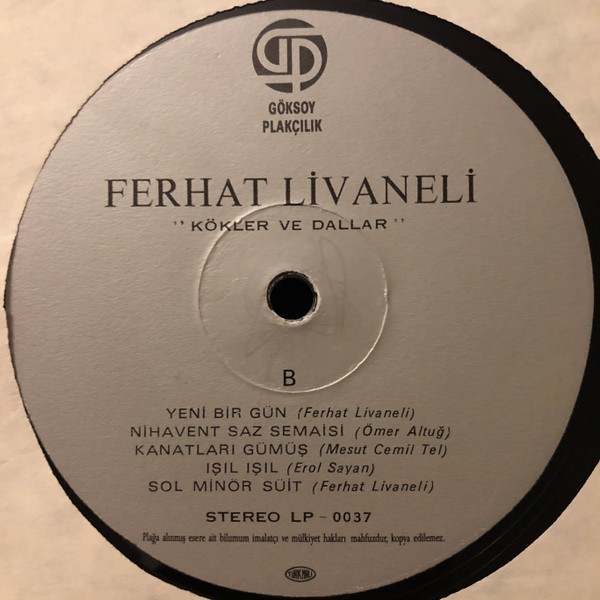 GÖKSOY
PLAKÇILIK
FERHAT LİVANELİ
" KÖKLER VE DALLAR "
B
YENİ BİR GÜN (Ferhat Livaneli)
NİHAVENT SAZ SEMAİSİ (Ömer Altuğ)
KANATLARI GÜMÜŞ (Mesut Cemil Tel)
IŞIL IŞIL (Erol Sayan)
SOL MİNÖR SÜİT (Ferhat Livaneli)
STEREO LP - 0037
Plağa alınmış esere ait bilumum imalatçı ve mülkiyet hakları mahfuzdur, kopya edilemez.